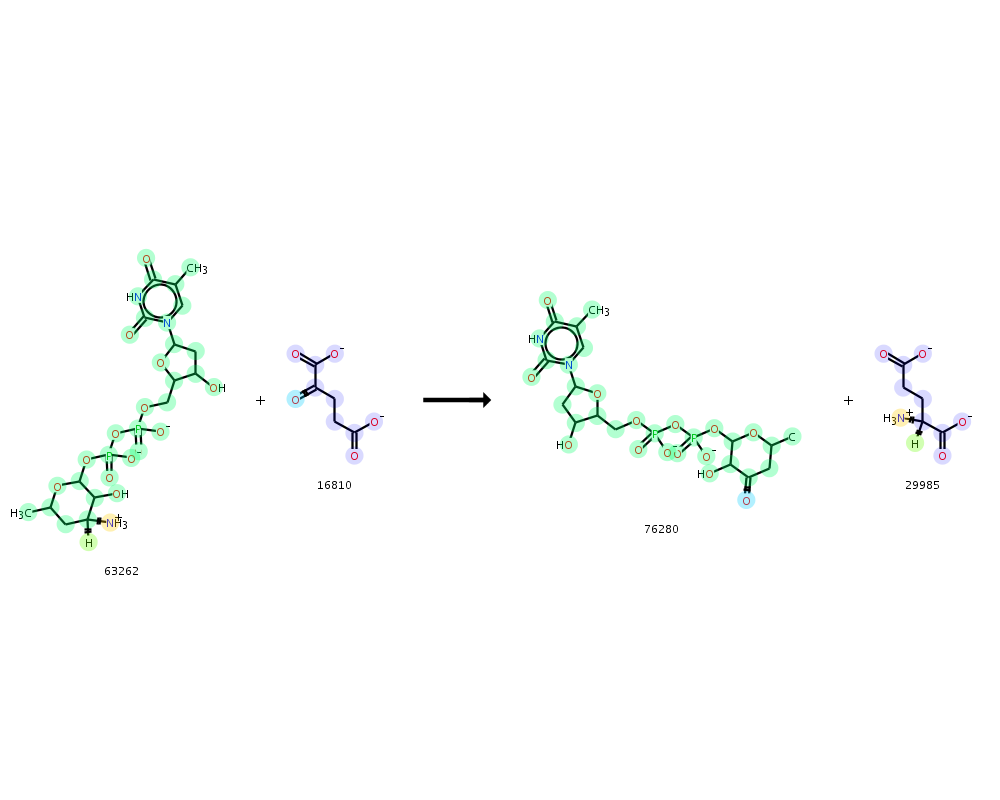 O
CH3
HN
N
O
O
OH
O
O
P
O-
O
O
P
O-
O
O
O
OH
H3C
NH3+
H
63262
+
O
O-
O
O-
O
16810
O
CH3
HN
N
O
O
HO
O
P
O
O-
O
P
O
O-
O
O
C
HO
O
76280
+
O
O-
H3N+
O-
H
O
29985